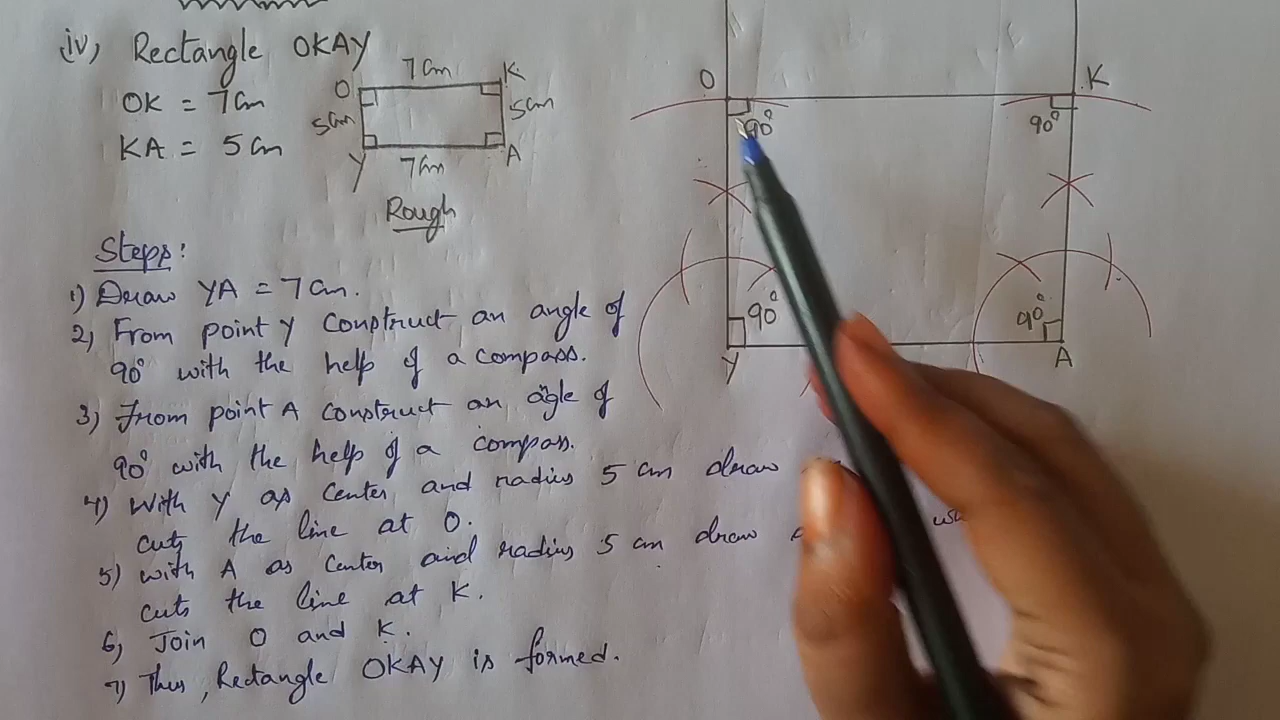 iv) Rectangle OKAY
OK = 7cm
KA = 5cm
7cm
O
K
5cm
5cm
Y
7cm
A
Rough
Steps:
1) Draw YA = 7cm.
2) From point Y construct an angle of
90° with the help of a compass.
3) From point A construct an agle of
90° with the help of a compass.
4) With Y as center and radius 5 cm draw
cuts the line at O.
5) with A as center and radius 5 cm draw
cuts the line at K.
6) Join O and K.
7) Thus, Rectangle OKAY is formed.
O
K
90°
90°
90°
90°
Y
A